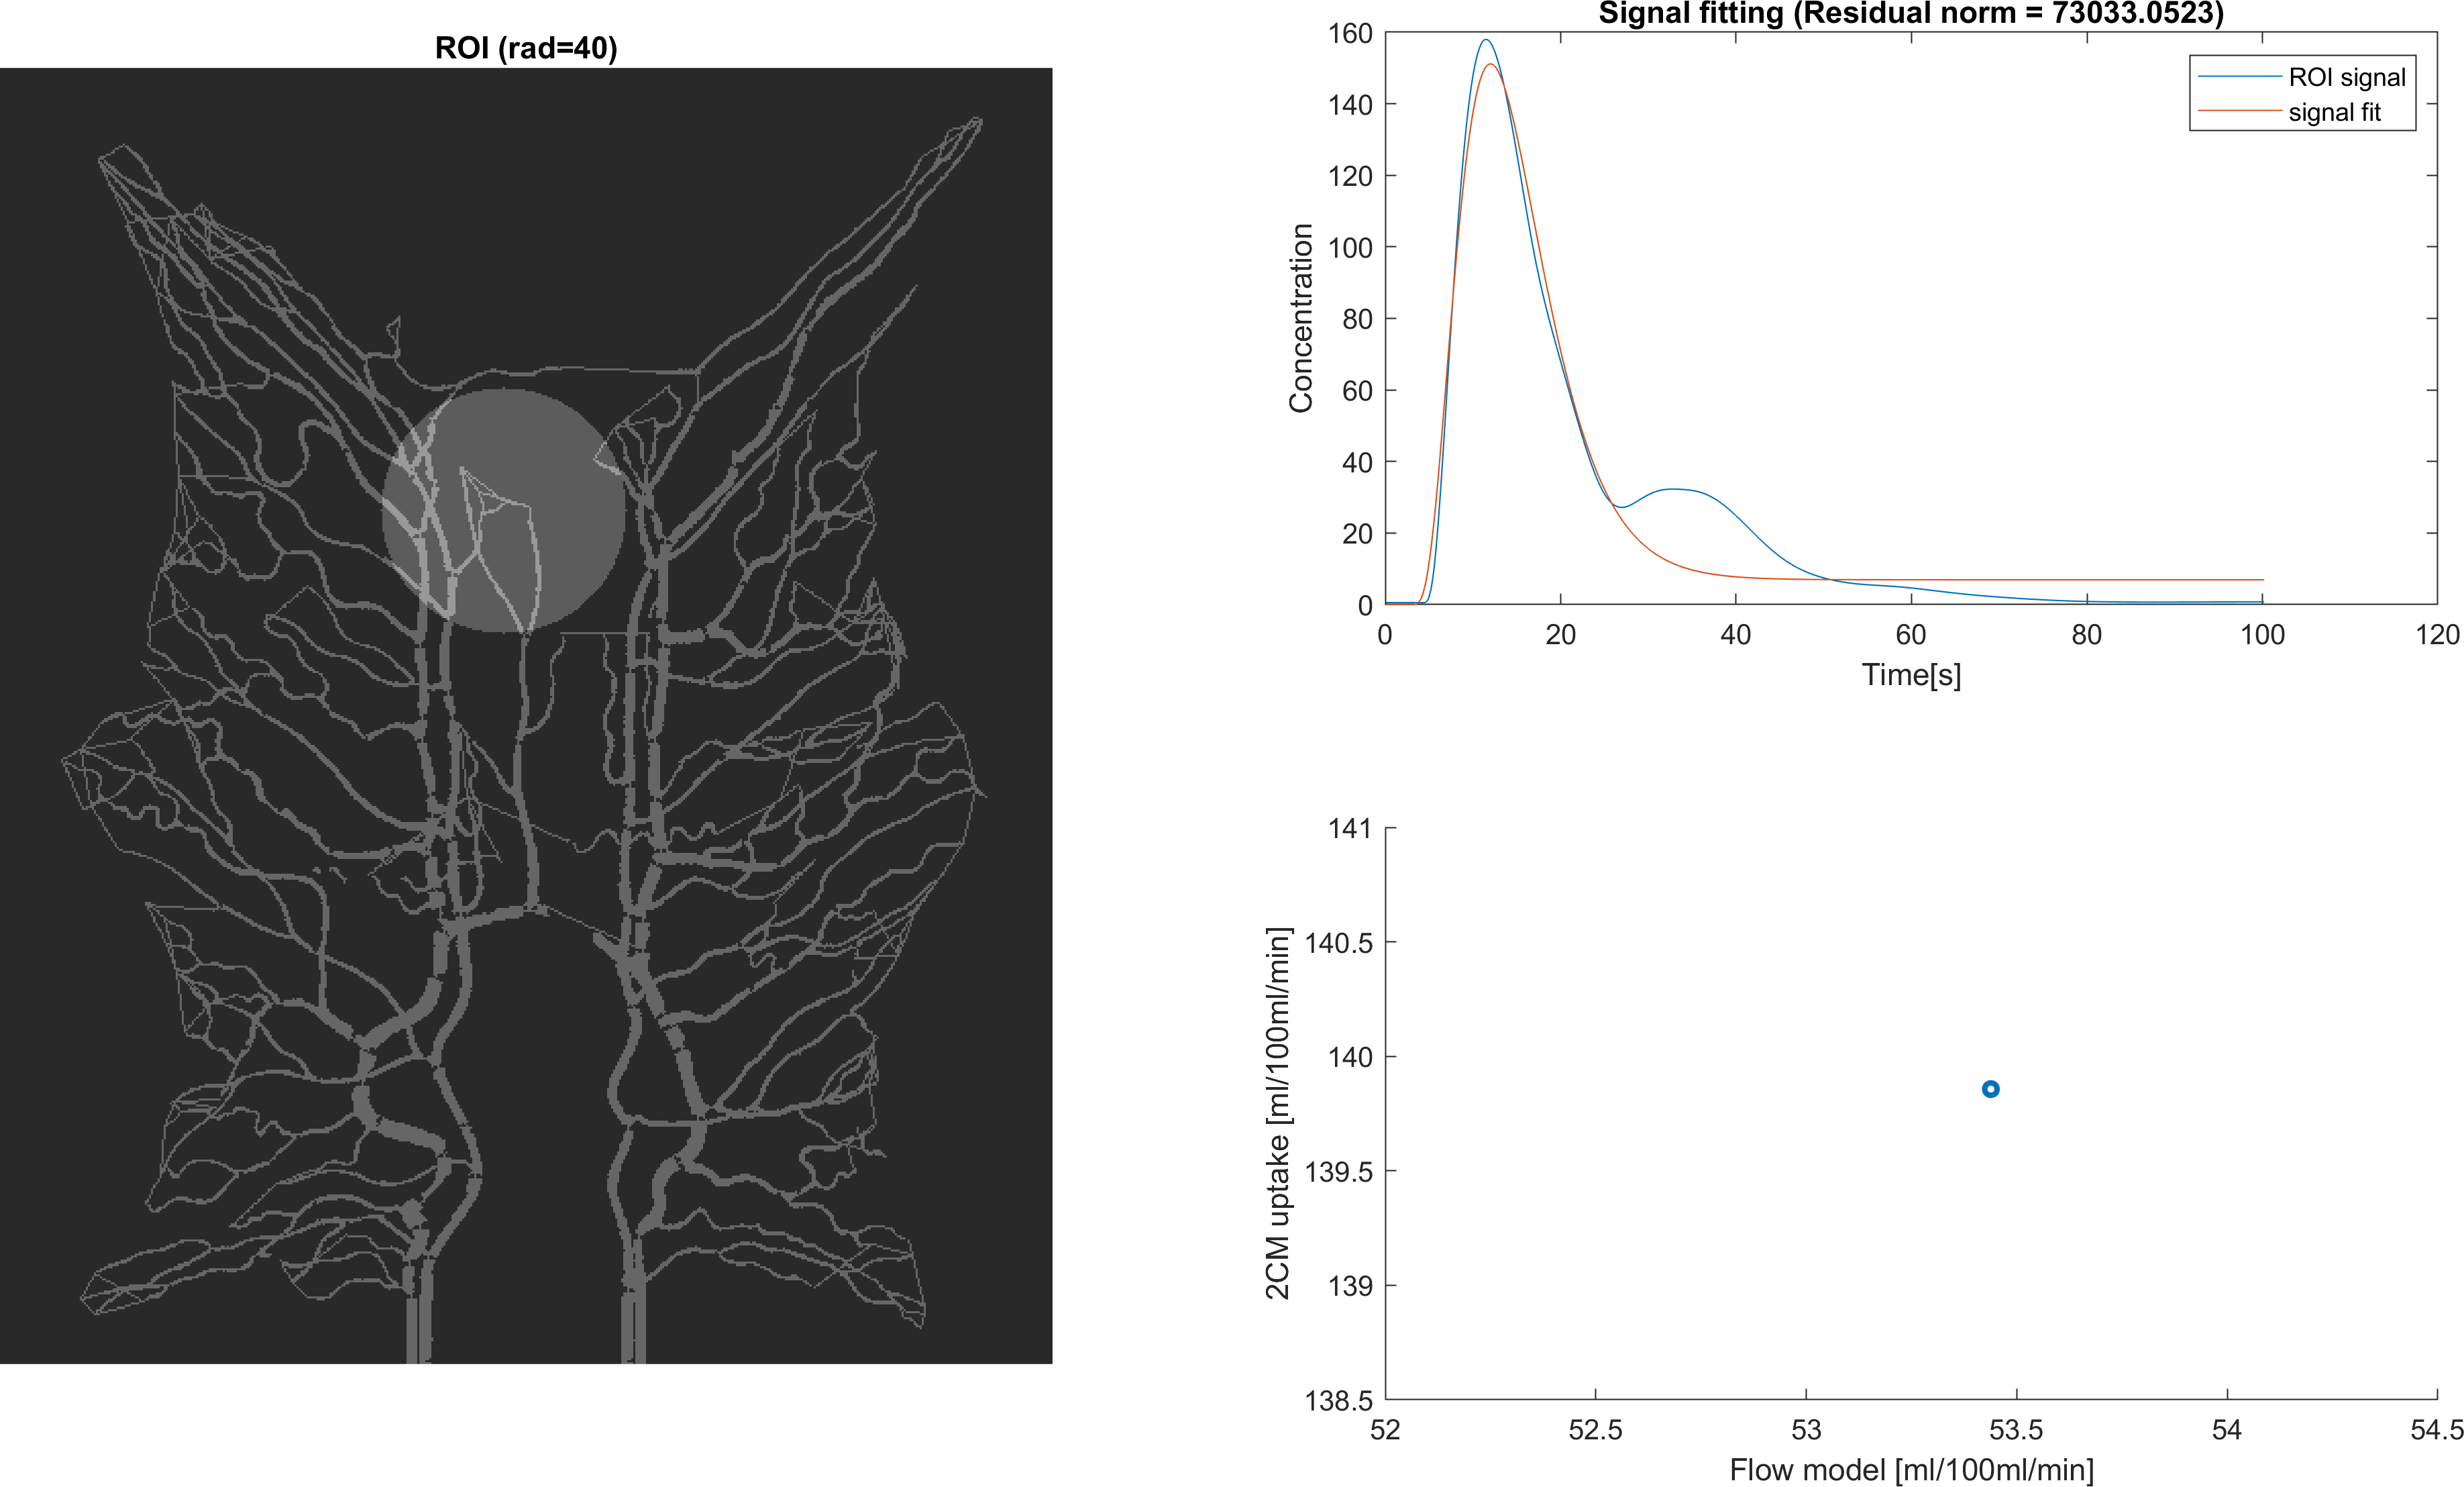 ROI (rad=40)
Signal fitting (Residual norm = 73033.0523)
160
140
120
100
80
60
40
20
0
Concentration
ROI signal
signal fit
0 20 40 60 80 100 120
Time[s]
141
140.5
140
139.5
139
138.5
2CM uptake [ml/100ml/min]
52 52.5 53 53.5 54 54.5
Flow model [ml/100ml/min]